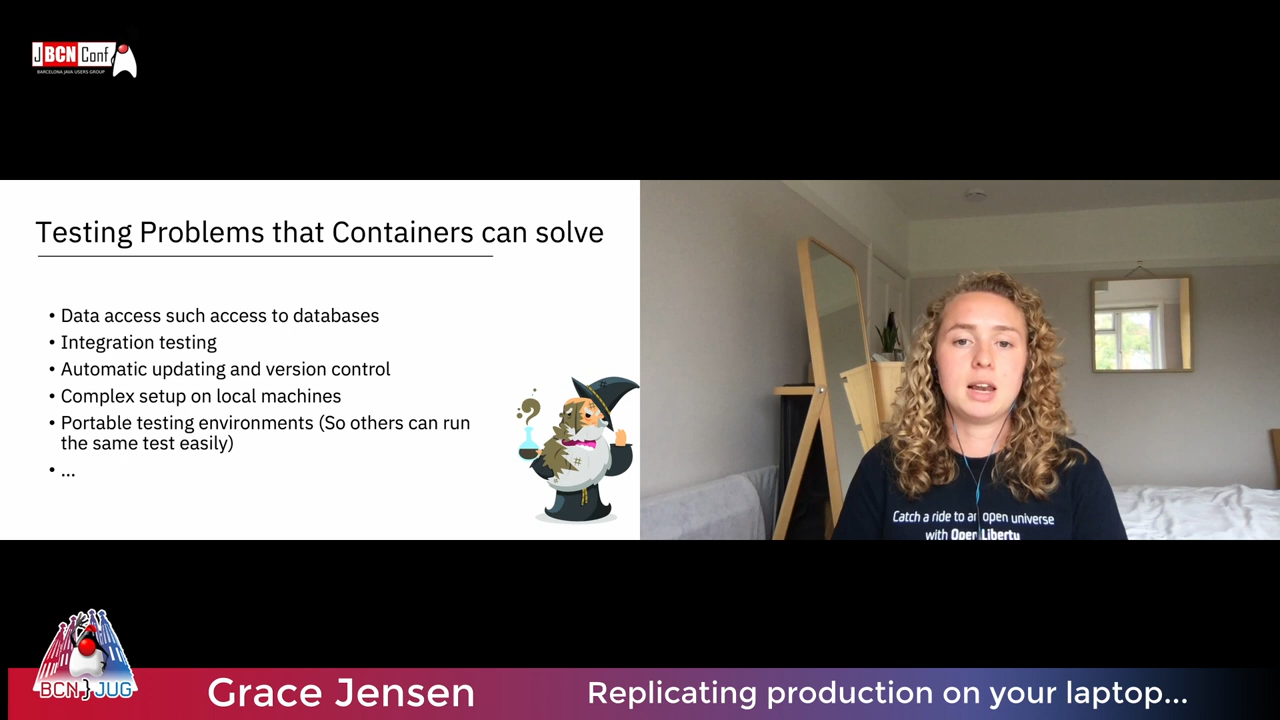 JBCNConf
BARCELONA JAVA USERS GROUP
Testing Problems that Containers can solve
• Data access such access to databases
• Integration testing
• Automatic updating and version control
• Complex setup on local machines
• Portable testing environments (So others can run
the same test easily)
• ...
Catch a ride to an open universe
with Open Liberty
BCN JUG
Grace Jensen
Replicating production on your laptop...